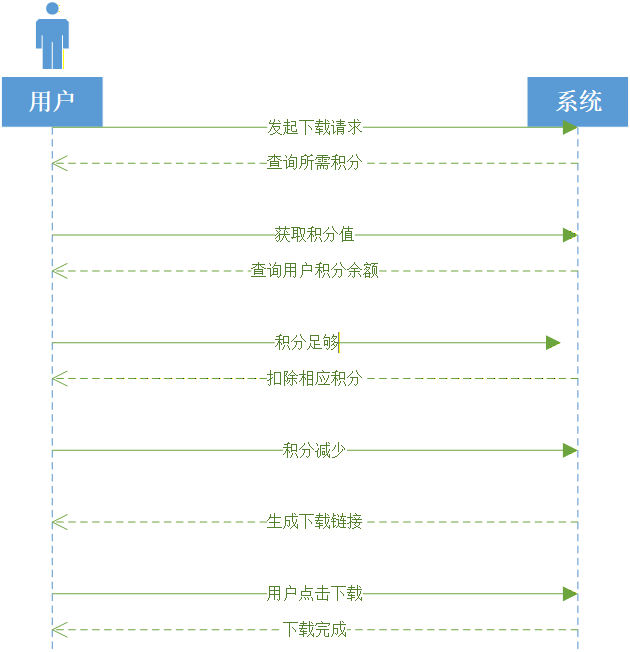 用户
系统
发起下载请求
查询所需积分
获取积分值
查询用户积分余额
积分足够
扣除相应积分
积分减少
生成下载链接
用户点击下载
下载完成